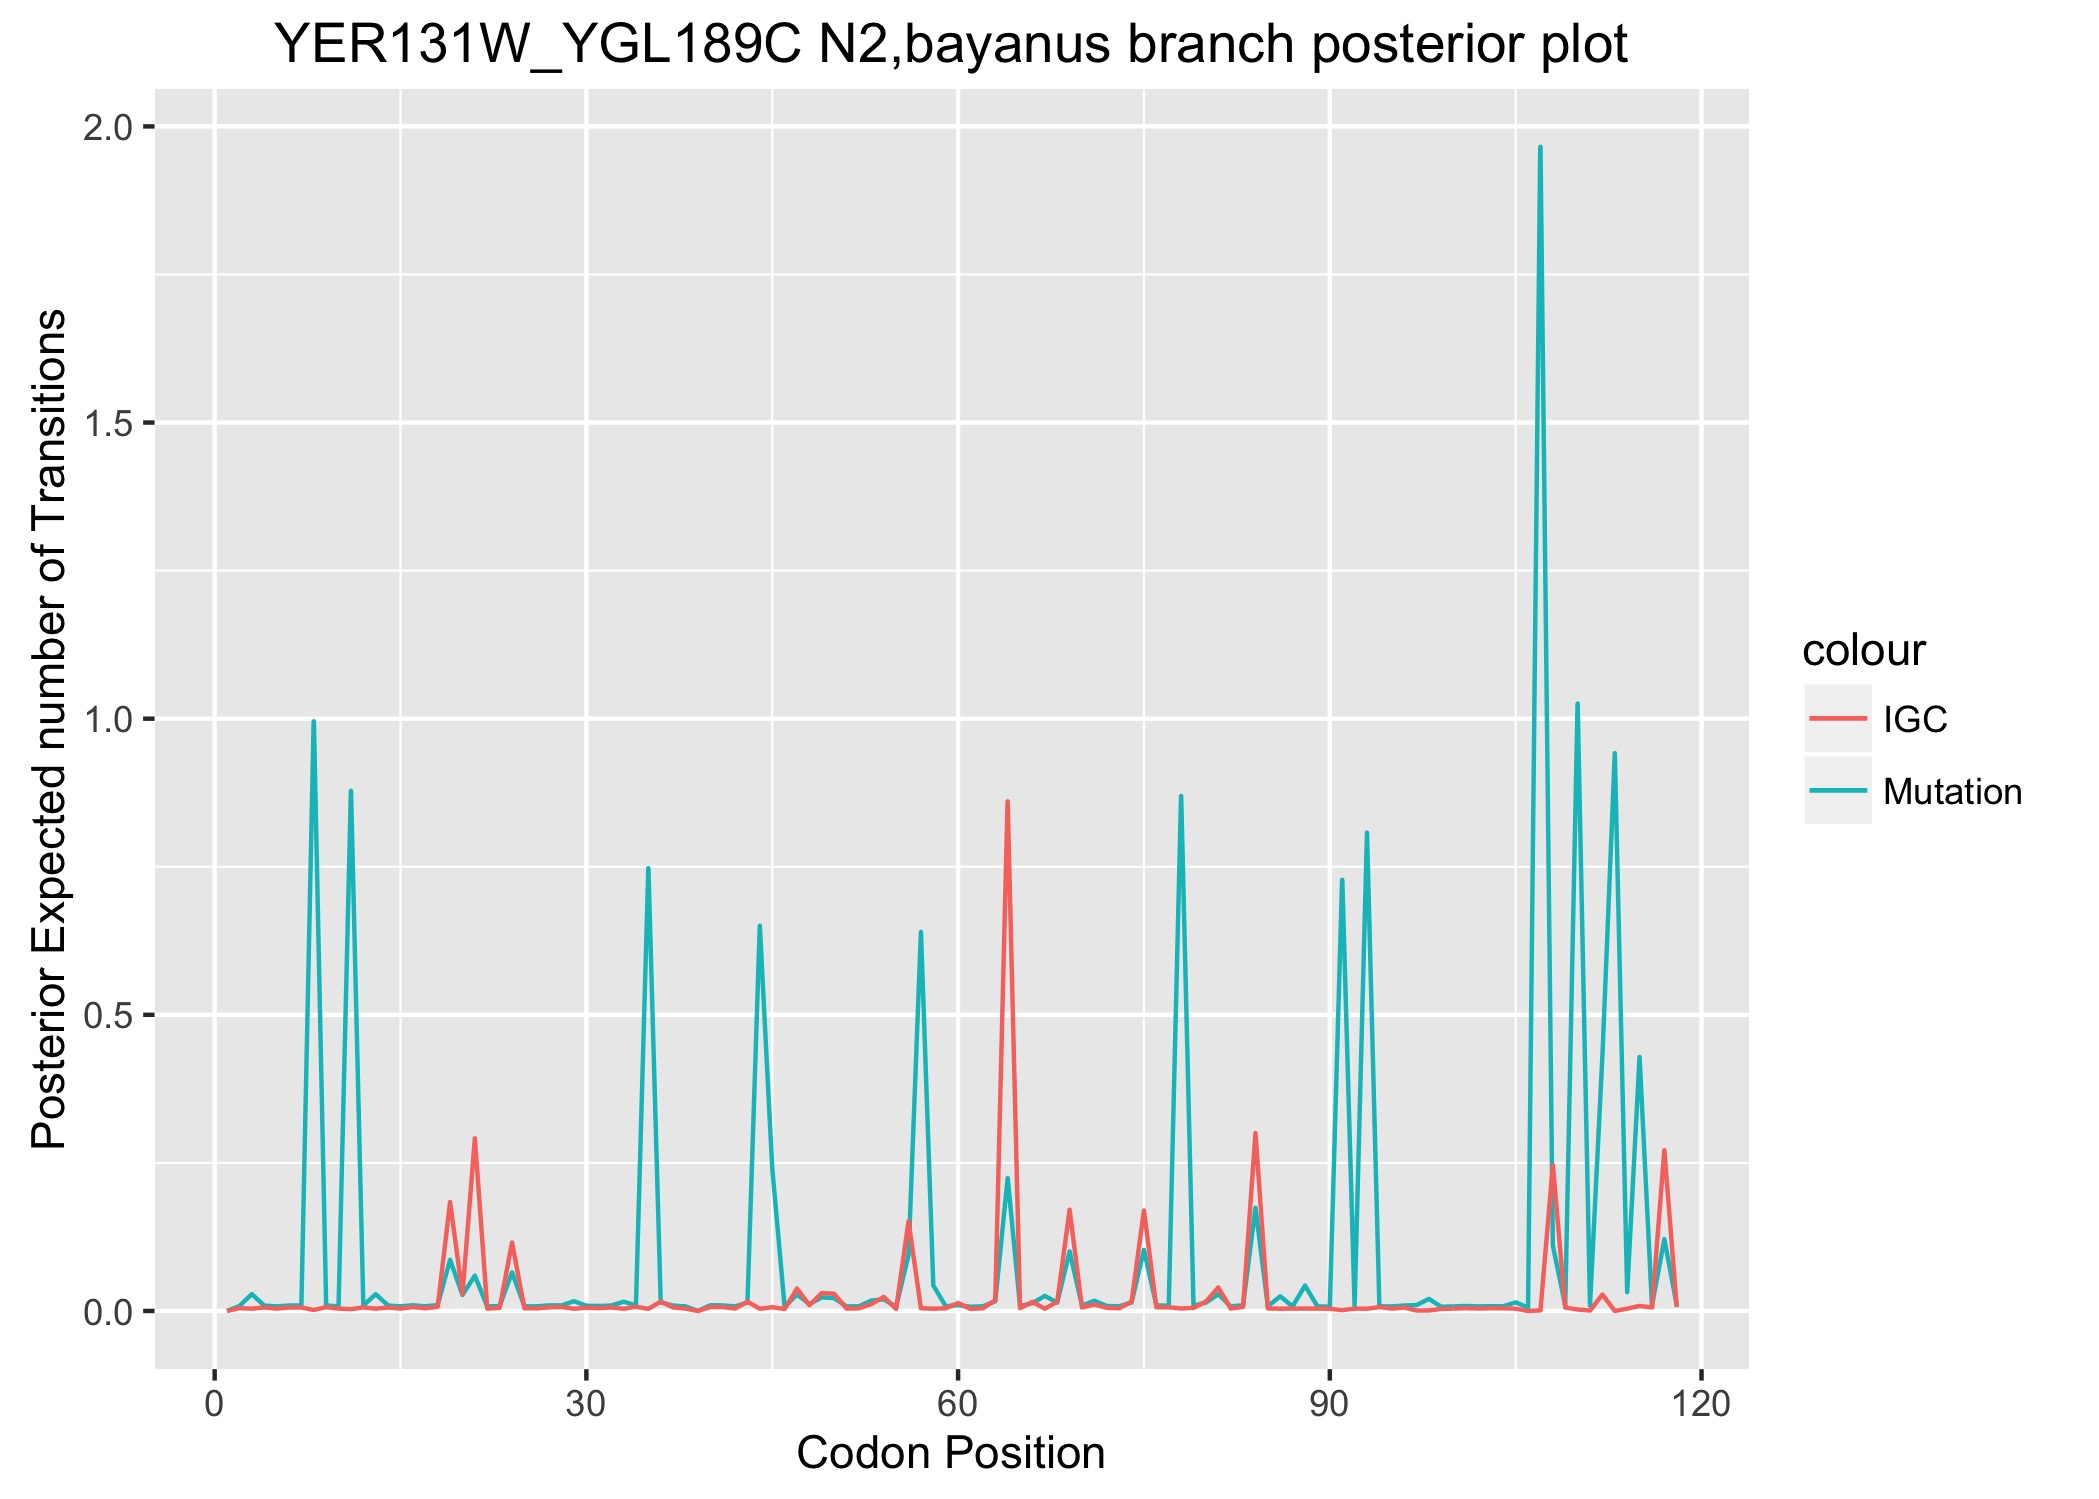 YER131W_YGL189C N2,bayanus branch posterior plot
Posterior Expected number of Transitions
2.0
1.5
1.0
0.5
0.0
0 30 60 90 120
Codon Position
colour
IGC
Mutation